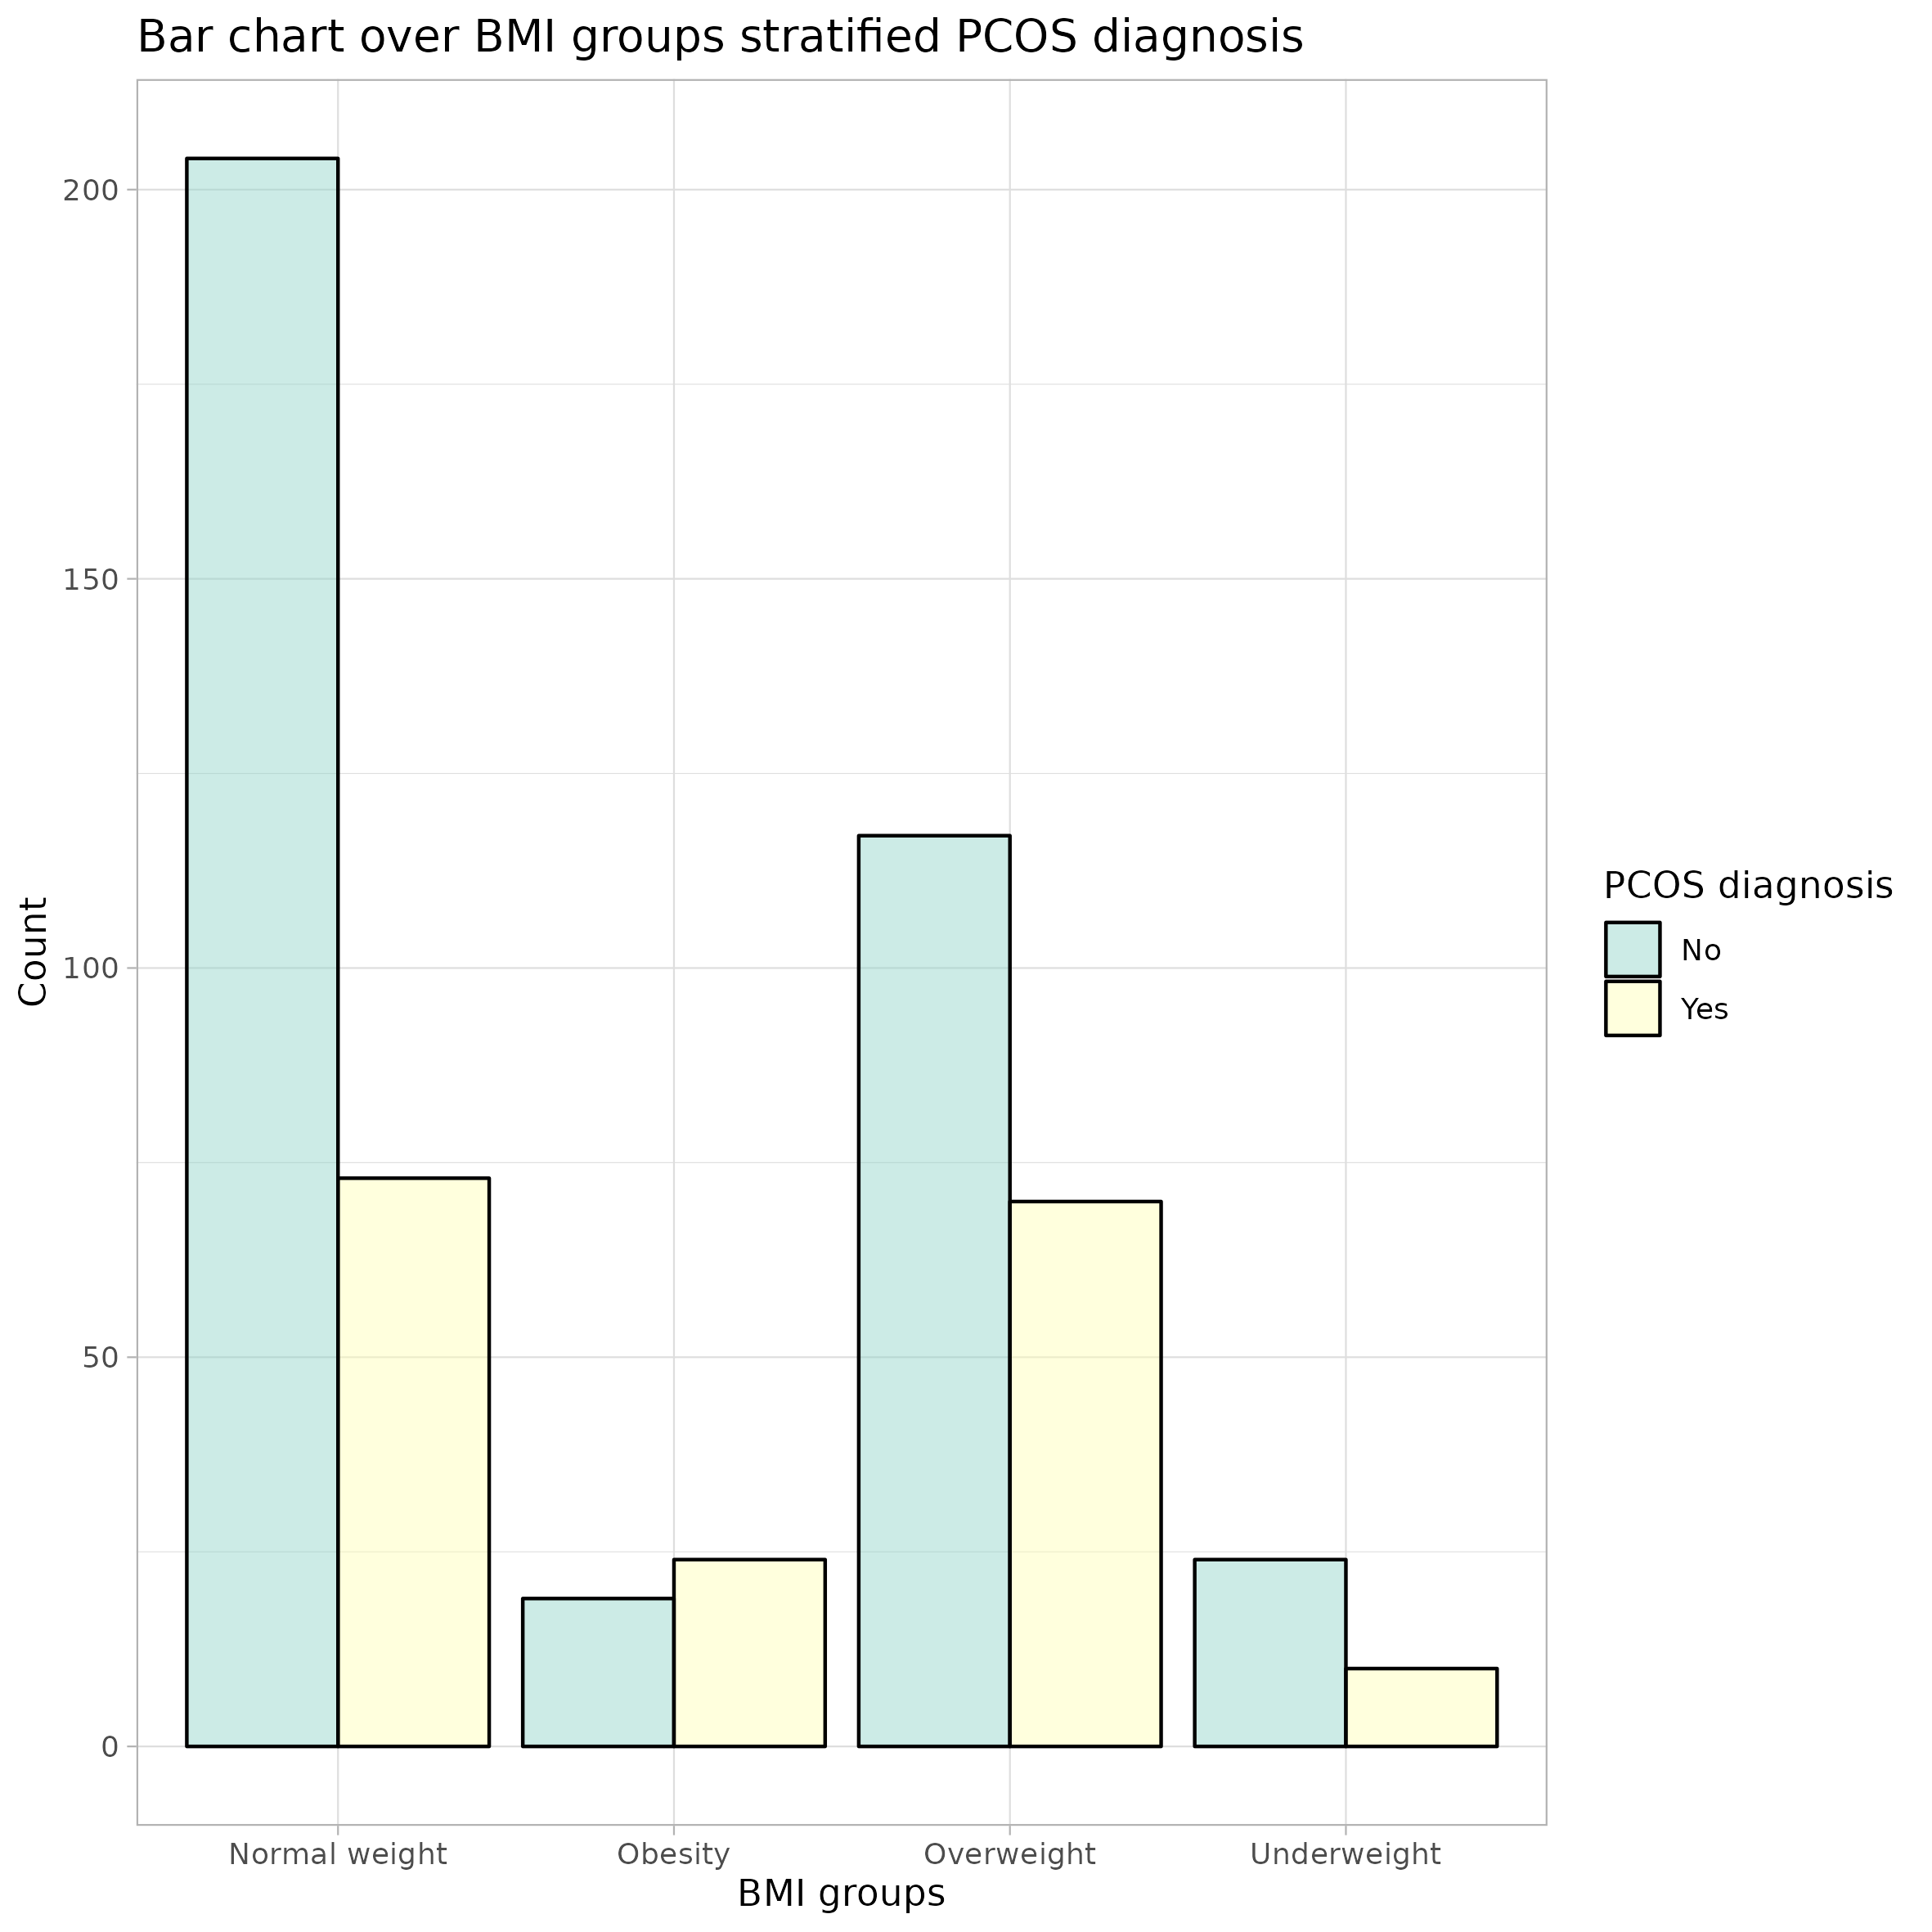 Bar chart over BMI groups stratified PCOS diagnosis
Count
200
150
100
50
0
Normal weight
Obesity
Overweight
Underweight
BMI groups
PCOS diagnosis
No
Yes